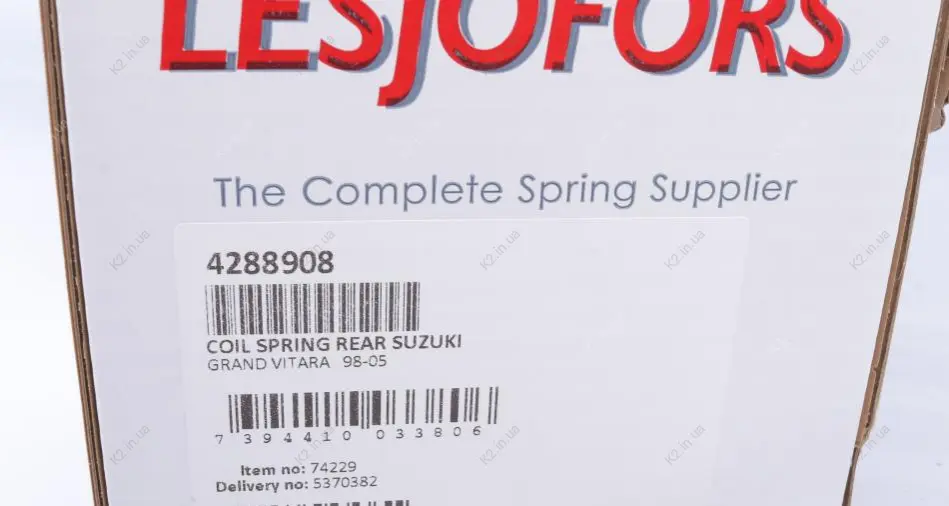 LESJÖFORS
The Complete Spring Supplier
4288908
COIL SPRING REAR SUZUKI
GRAND VITARA 98-05
7 394410 033806
Item no: 74229
Delivery no: 5370382
K2.in.ua